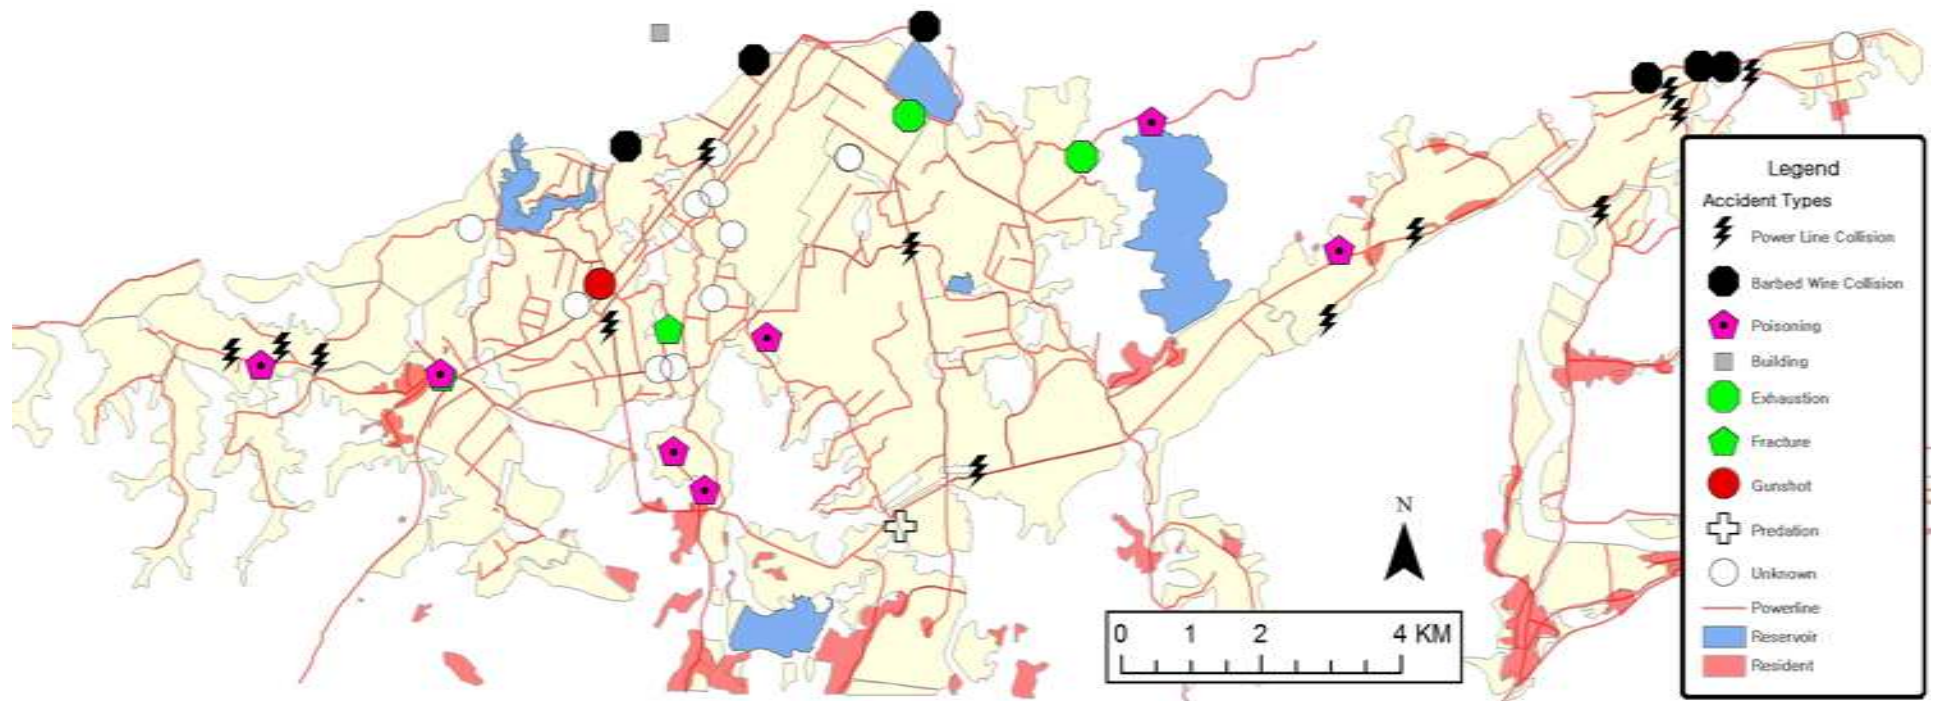 Legend
Accident Types
Power Line Collision
Barbed Wire Collision
Poisoning
Building
Exhaustion
Fracture
Gunshot
Predation
Unknown
Powerline
Reservoir
Resident
N
0 1 2 4 KM